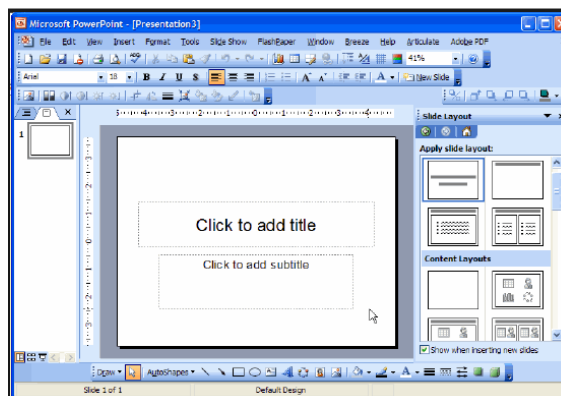 Microsoft PowerPoint - [Presentation3]
File Edit View Insert Format Tools Slide Show FlashPaper Window Breeze Help Articulate Adobe PDF
41%
Arial 18 B I U S A A A New Slide
Slide Layout
1
Apply slide layout:
Click to add title
Click to add subtitle
Content Layouts
Show when inserting new slides
Draw AutoShapes A
Slide 1 of 1 Default Design